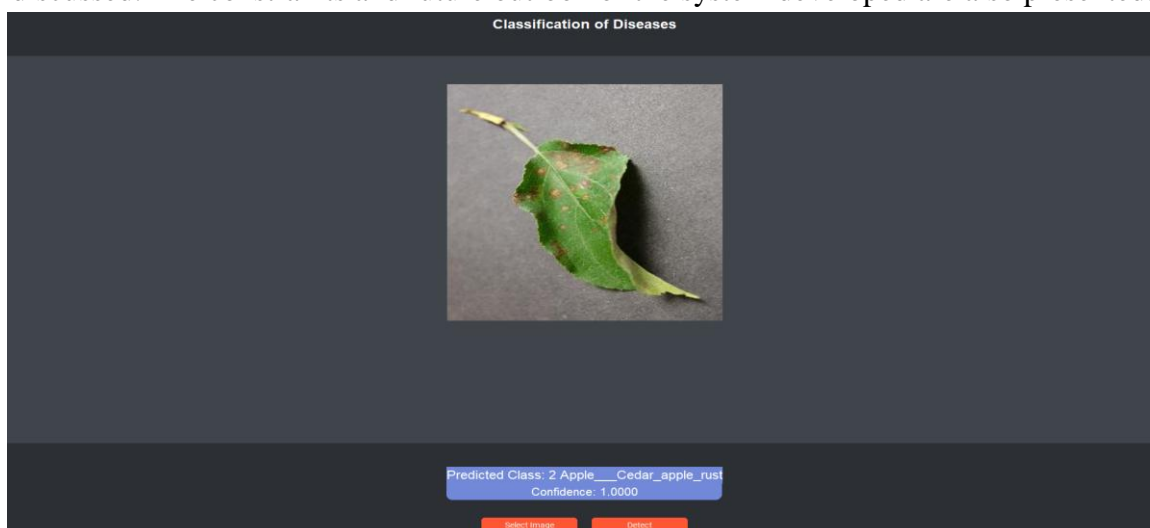 Classification of Diseases
Predicted Class: 2 Apple___Cedar_apple_rust
Confidence: 1.0000
Select Image Detect